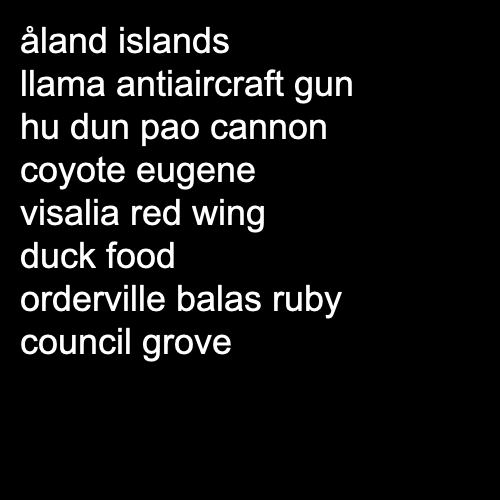 åland islands
llama antiaircraft gun
hu dun pao cannon
coyote eugene
visalia red wing
duck food
orderville balas ruby
council grove